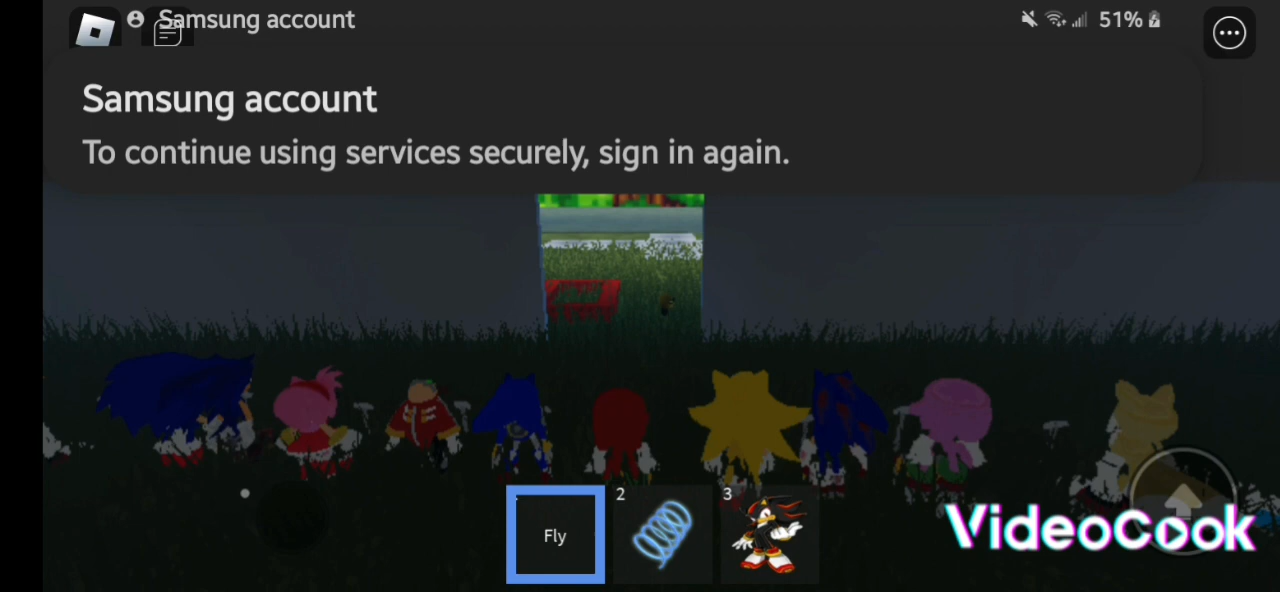 Samsung account
51%
Samsung account
To continue using services securely, sign in again.
Fly
2
3
VideoCook